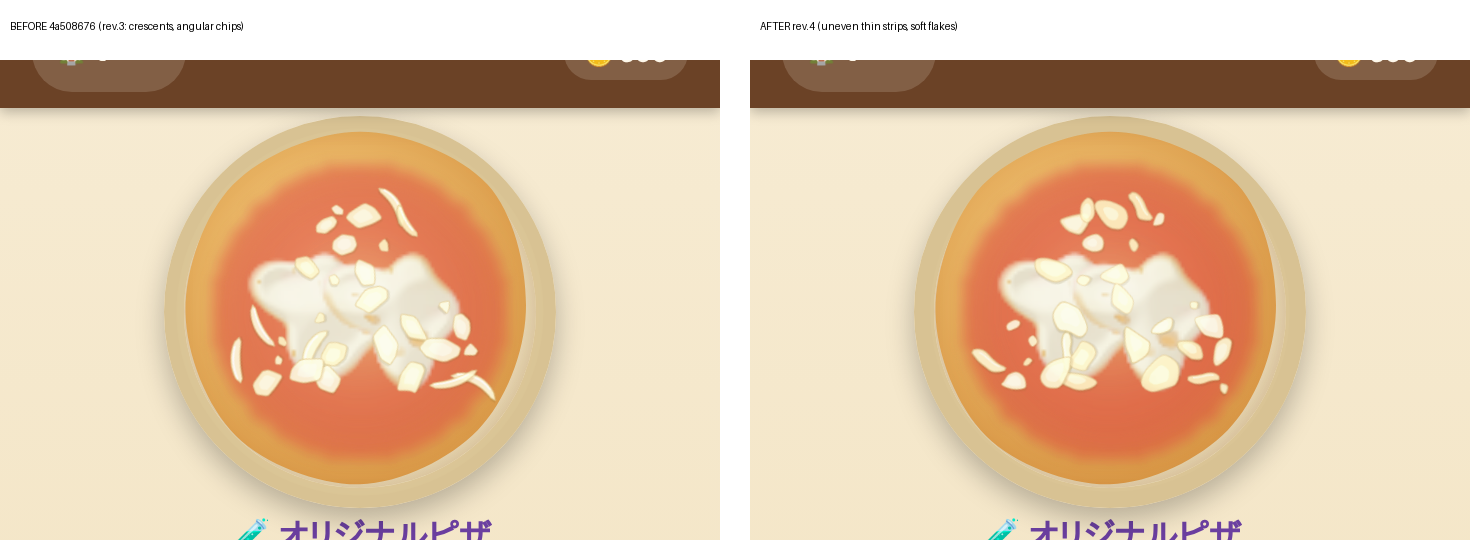 BEFORE 4a508676 (rev.3: crescents, angular chips)
AFTER rev.4 (uneven thin strips, soft flakes)
オリジナルピザ
オリジナルピザ